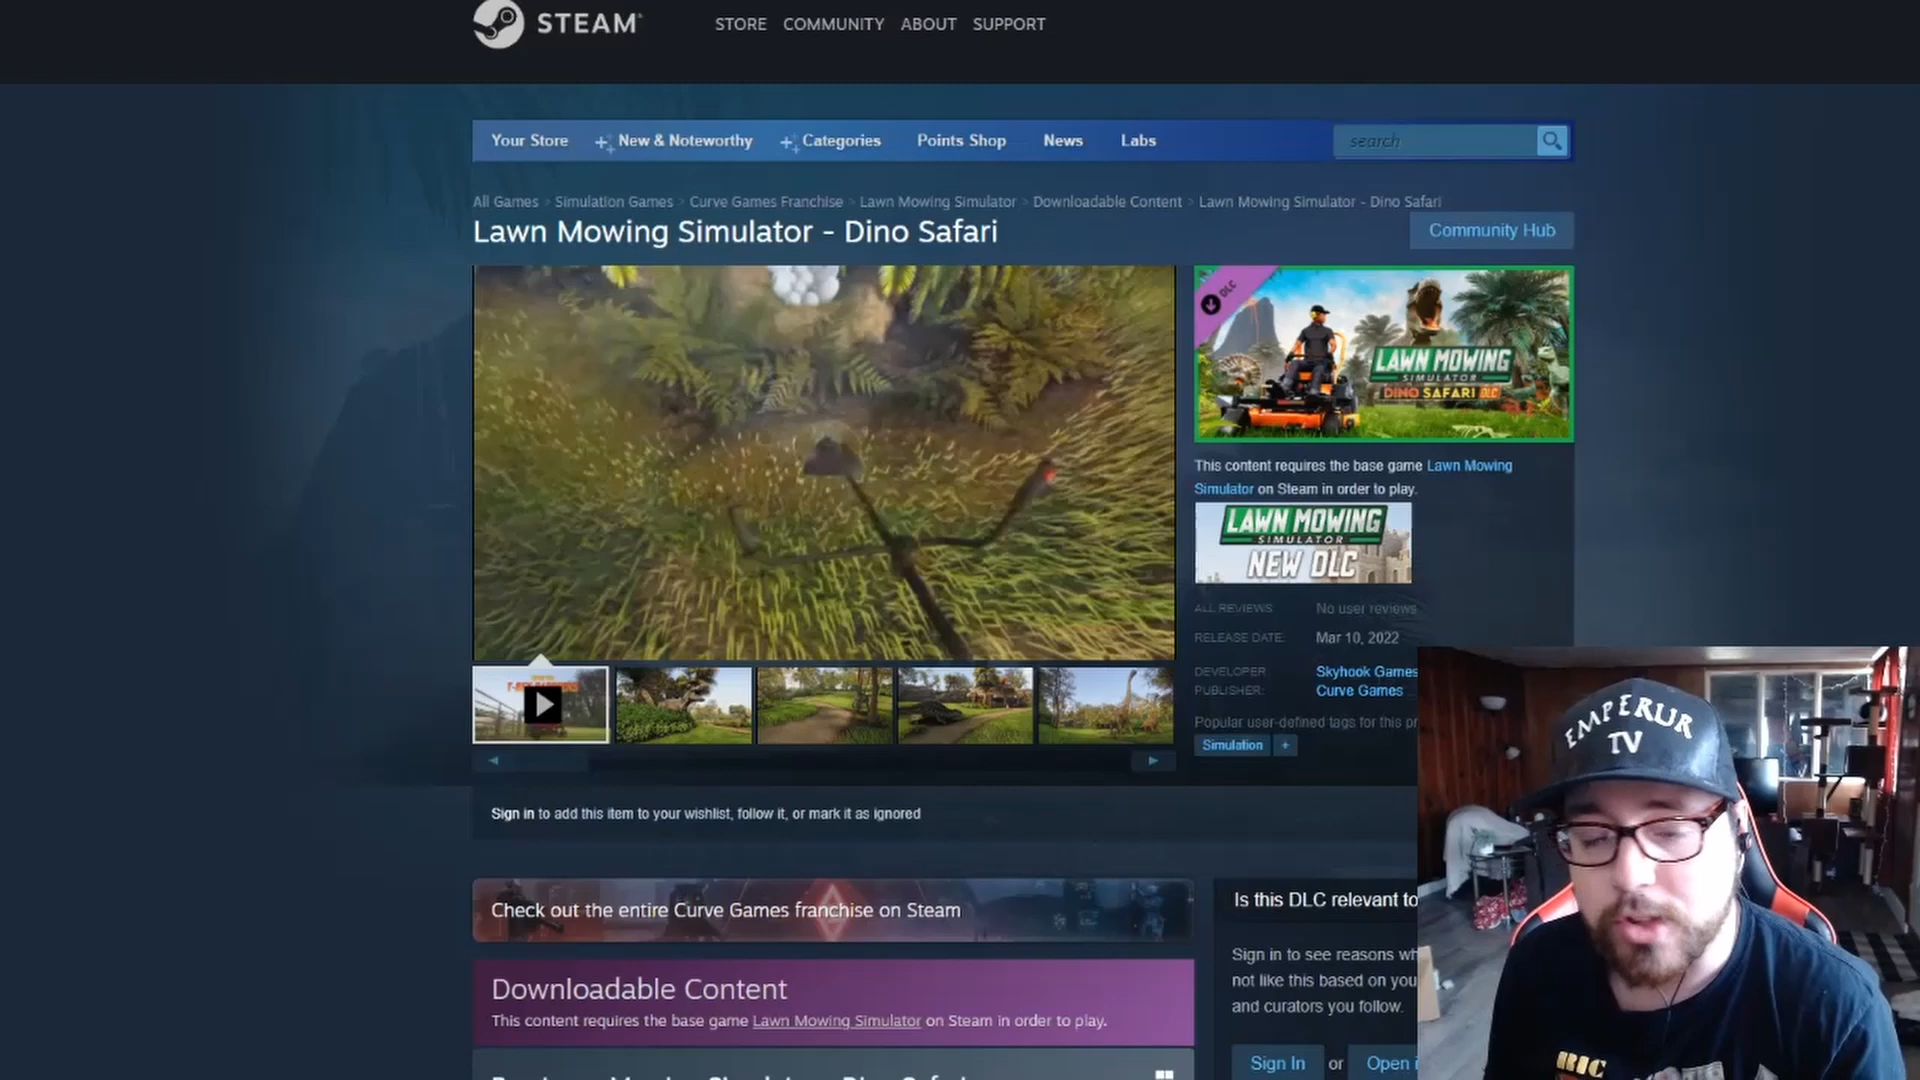 STEAM
STORE COMMUNITY ABOUT SUPPORT
Your Store New & Noteworthy Categories Points Shop News Labs search
All Games > Simulation Games > Curve Games Franchise > Lawn Mowing Simulator > Downloadable Content > Lawn Mowing Simulator - Dino Safari
Lawn Mowing Simulator - Dino Safari
Community Hub
DLC
LAWN MOWING
SIMULATOR
DINO SAFARI DLC
This content requires the base game Lawn Mowing
Simulator on Steam in order to play.
LAWN MOWING
SIMULATOR
NEW DLC
ALL REVIEWS: No user reviews
RELEASE DATE: Mar 10, 2022
DEVELOPER: Skyhook Games
PUBLISHER: Curve Games
Popular user-defined tags for this pr
Simulation +
Sign in to add this item to your wishlist, follow it, or mark it as ignored
Check out the entire Curve Games franchise on Steam
Downloadable Content
This content requires the base game Lawn Mowing Simulator on Steam in order to play.
Is this DLC relevant to
Sign in to see reasons wh
not like this based on you
and curators you follow.
Sign In or Open i
EMPERUR
TV
RIC